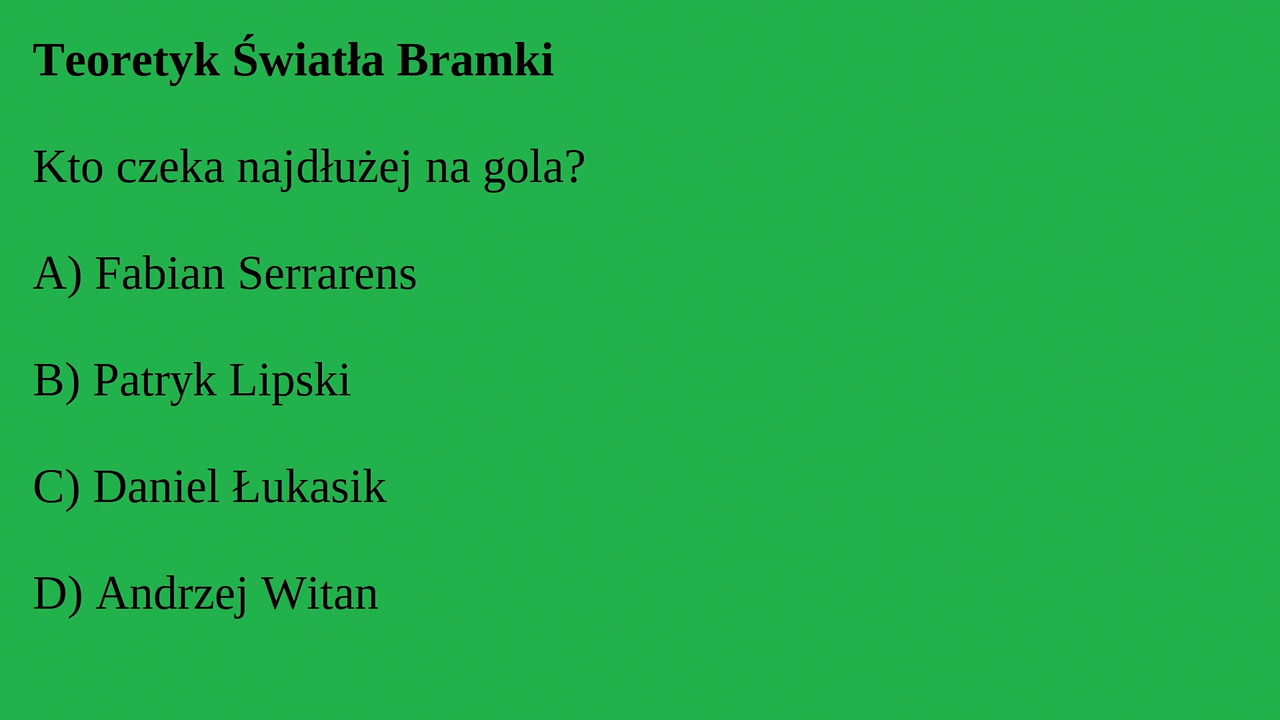 Teoretyk Światła Bramki
Kto czeka najdłużej na gola?
A) Fabian Serrarens
B) Patryk Lipski
C) Daniel Łukasik
D) Andrzej Witan